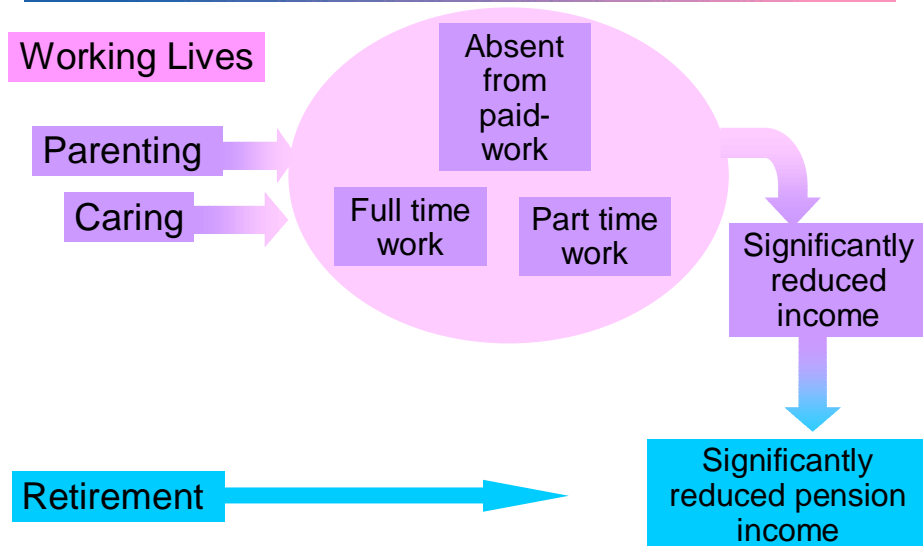 Working Lives
Absent
from
paid-
work
Parenting
Caring
Full time
work
Part time
work
Significantly
reduced
income
Retirement
Significantly
reduced pension
income